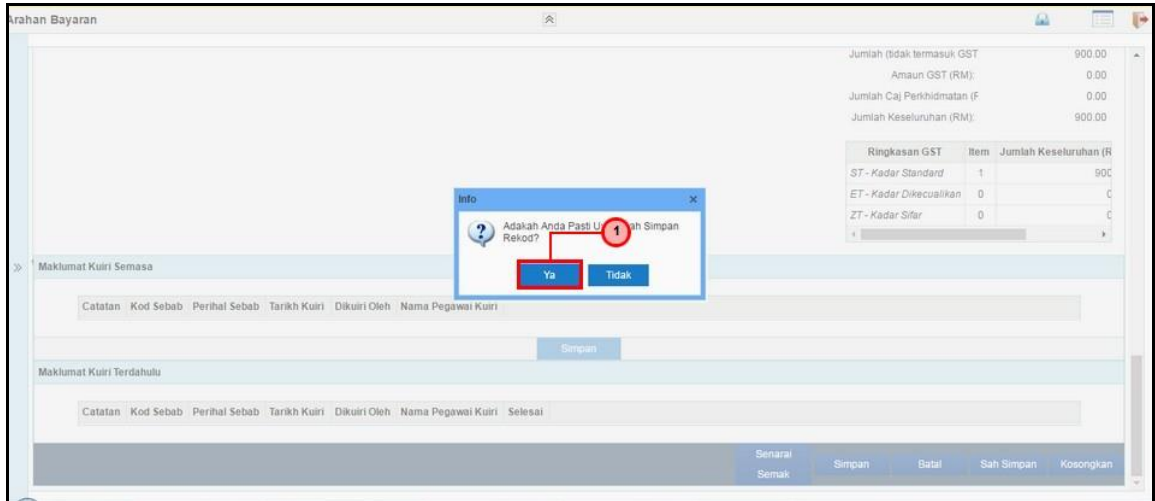 Arahan Bayaran
Jumlah (tidak termasuk GST 900.00
Amaun GST (RM): 0.00
Jumlah Caj Perkhidmatan (F 0.00
Jumlah Keseluruhan (RM): 900.00
Ringkasan GST Item Jumlah Keseluruhan (R
ST - Kadar Standard 1 900
ET - Kadar Dikecualikan 0 0
ZT - Kadar Sifar 0 0
Info
Adakah Anda Pasti U ah Simpan
Rekod?
1
Ya Tidak
Maklumat Kuiri Semasa
Catatan Kod Sebab Perihal Sebab Tarikh Kuiri Dikuiri Oleh Nama Pegawai Kuiri
Simpan
Maklumat Kuiri Terdahulu
Catatan Kod Sebab Perihal Sebab Tarikh Kuiri Dikuiri Oleh Nama Pegawai Kuiri Selesai
Senarai
Semak Simpan Batal Sah Simpan Kosongkan